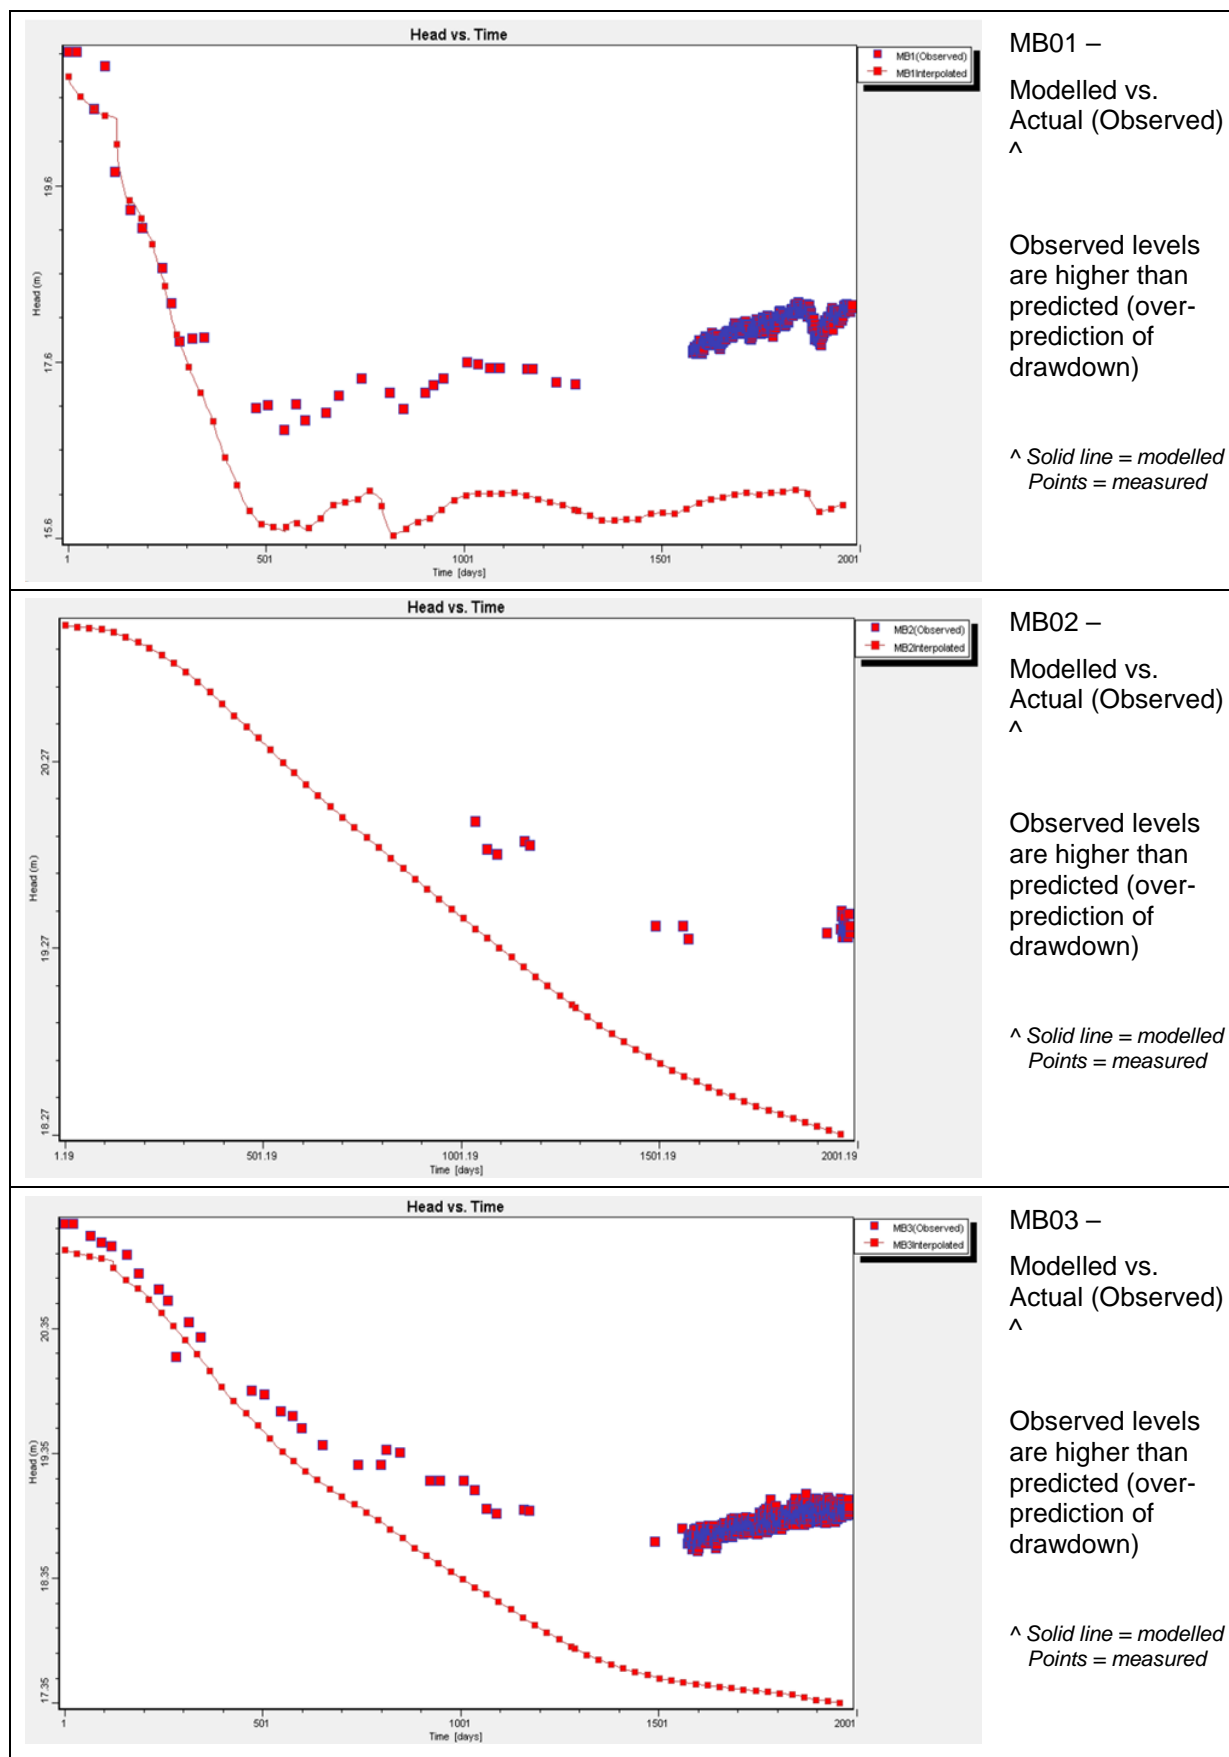 Head vs. Time
MB1(Observed)
MB1Interpolated
Head (m)
19.6
17.6
15.6
1
501
1001
1501
2001
Time [days]
MB01 –
Modelled vs.
Actual (Observed)
^
Observed levels
are higher than
predicted (over-
prediction of
drawdown)
^ Solid line = modelled
Points = measured
Head vs. Time
MB2(Observed)
MB2Interpolated
Head (m)
20.27
19.27
18.27
1.19
501.19
1001.19
1501.19
2001.19
Time [days]
MB02 –
Modelled vs.
Actual (Observed)
^
Observed levels
are higher than
predicted (over-
prediction of
drawdown)
^ Solid line = modelled
Points = measured
Head vs. Time
MB3(Observed)
MB3Interpolated
Head (m)
20.35
19.35
18.35
17.35
1
501
1001
1501
2001
Time [days]
MB03 –
Modelled vs.
Actual (Observed)
^
Observed levels
are higher than
predicted (over-
prediction of
drawdown)
^ Solid line = modelled
Points = measured